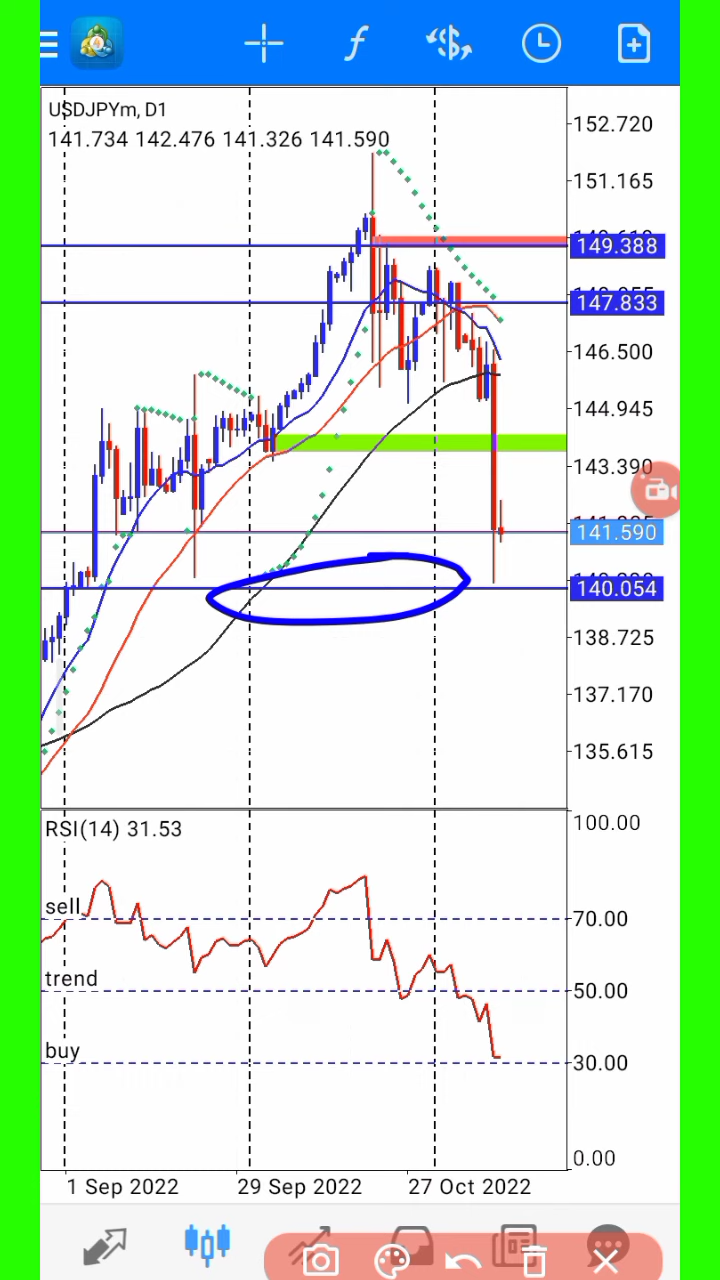 USDJPYm, D1
141.734 142.476 141.326 141.590
152.720
151.165
149.388
147.833
146.500
144.945
143.390
141.590
140.054
138.725
137.170
135.615
RSI(14) 31.53
100.00
sell
70.00
trend
50.00
buy
30.00
0.00
1 Sep 2022
29 Sep 2022
27 Oct 2022